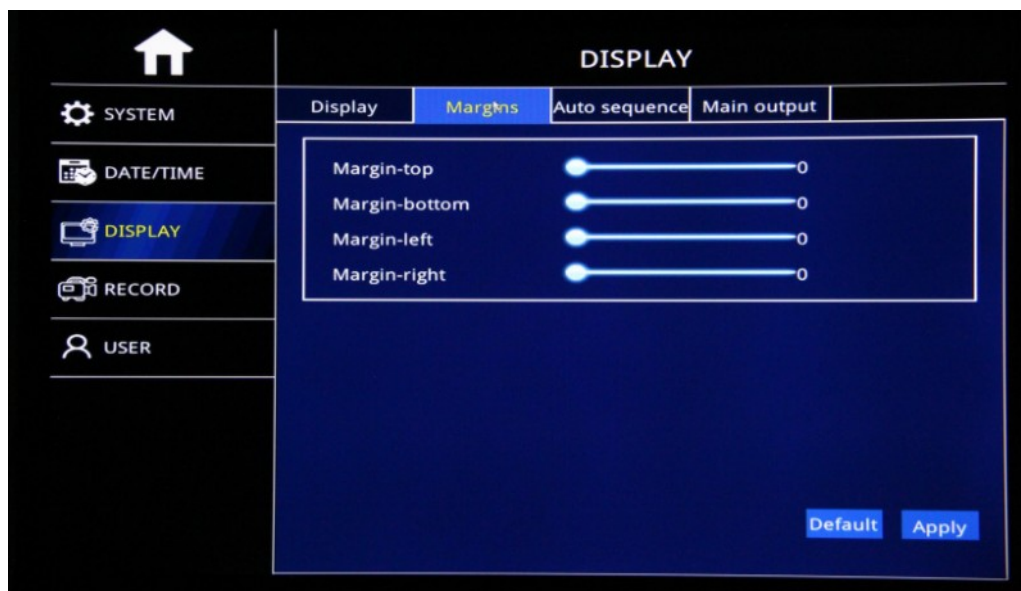 DISPLAY
SYSTEM
DATE/TIME
DISPLAY
RECORD
USER
Display Margins Auto sequence Main output
Margin-top 0
Margin-bottom 0
Margin-left 0
Margin-right 0
Default Apply